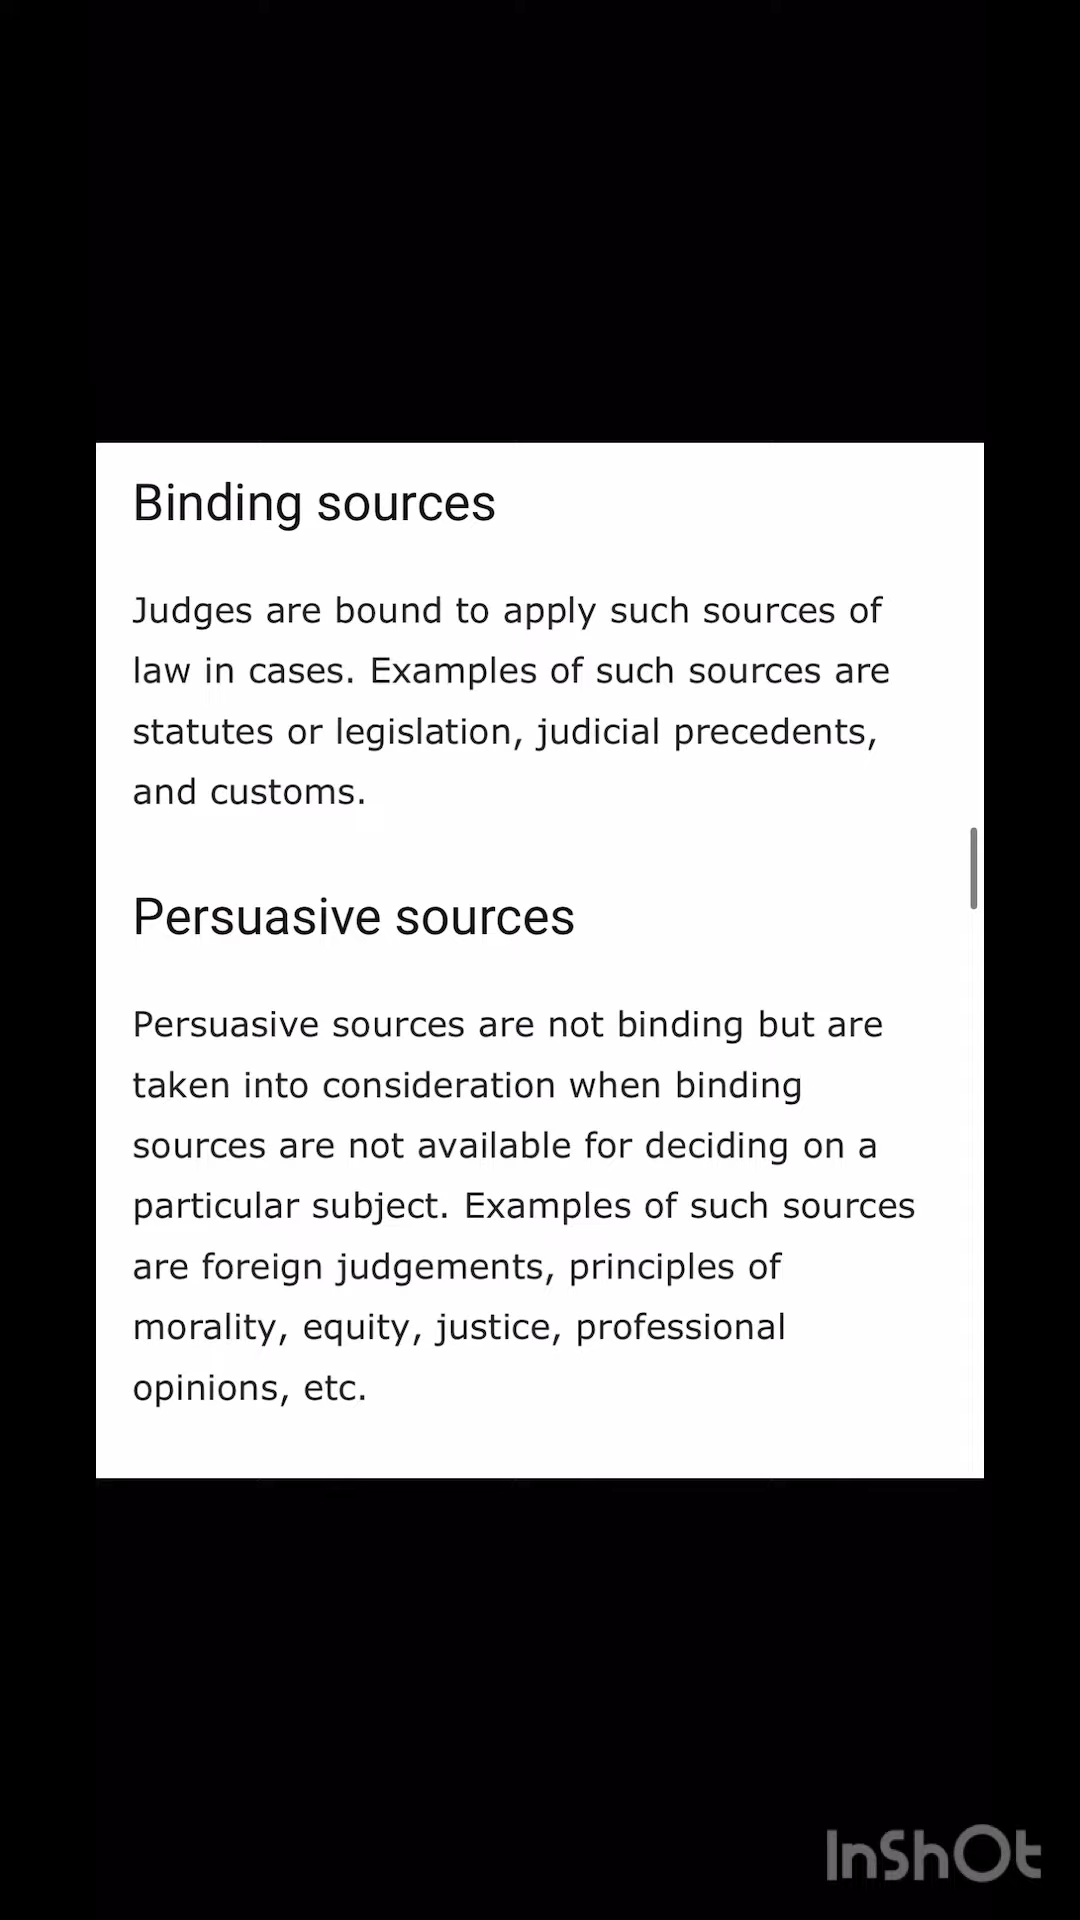 Binding sources
Judges are bound to apply such sources of
law in cases. Examples of such sources are
statutes or legislation, judicial precedents,
and customs.
Persuasive sources
Persuasive sources are not binding but are
taken into consideration when binding
sources are not available for deciding on a
particular subject. Examples of such sources
are foreign judgements, principles of
morality, equity, justice, professional
opinions, etc.
InShOt